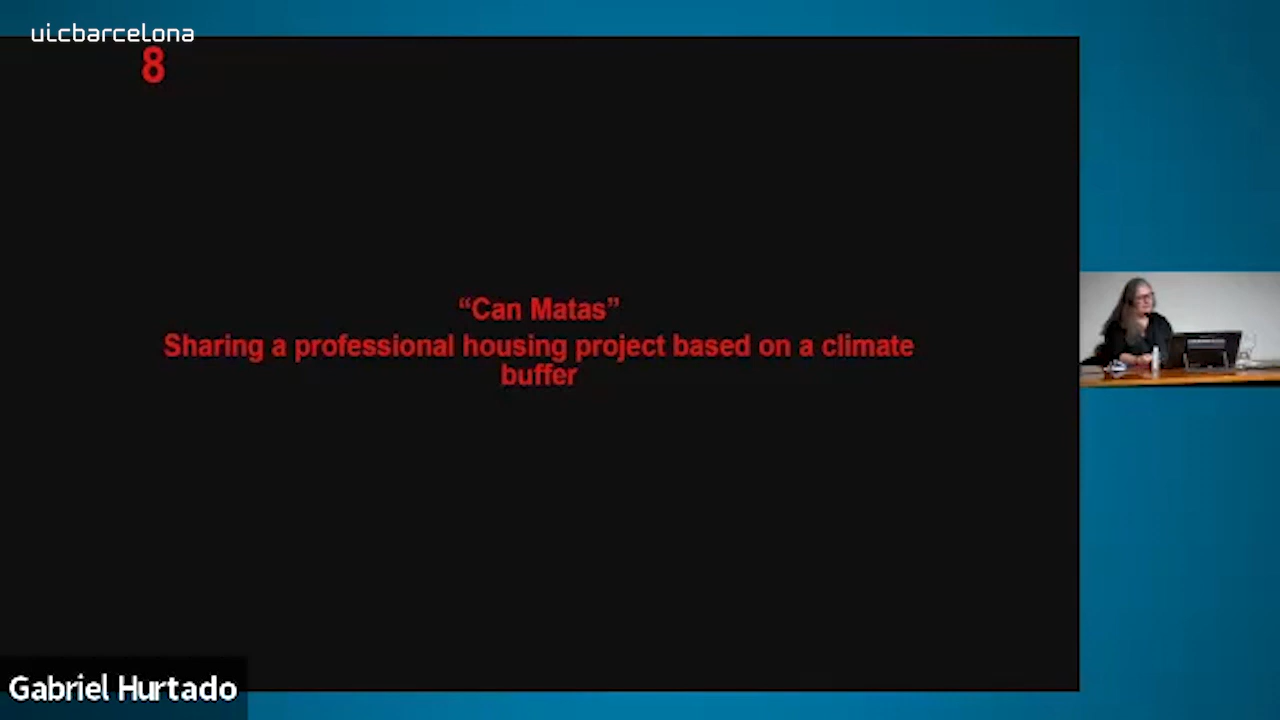 uicbarcelona
8
“Can Matas”
Sharing a professional housing project based on a climate
buffer
Gabriel Hurtado